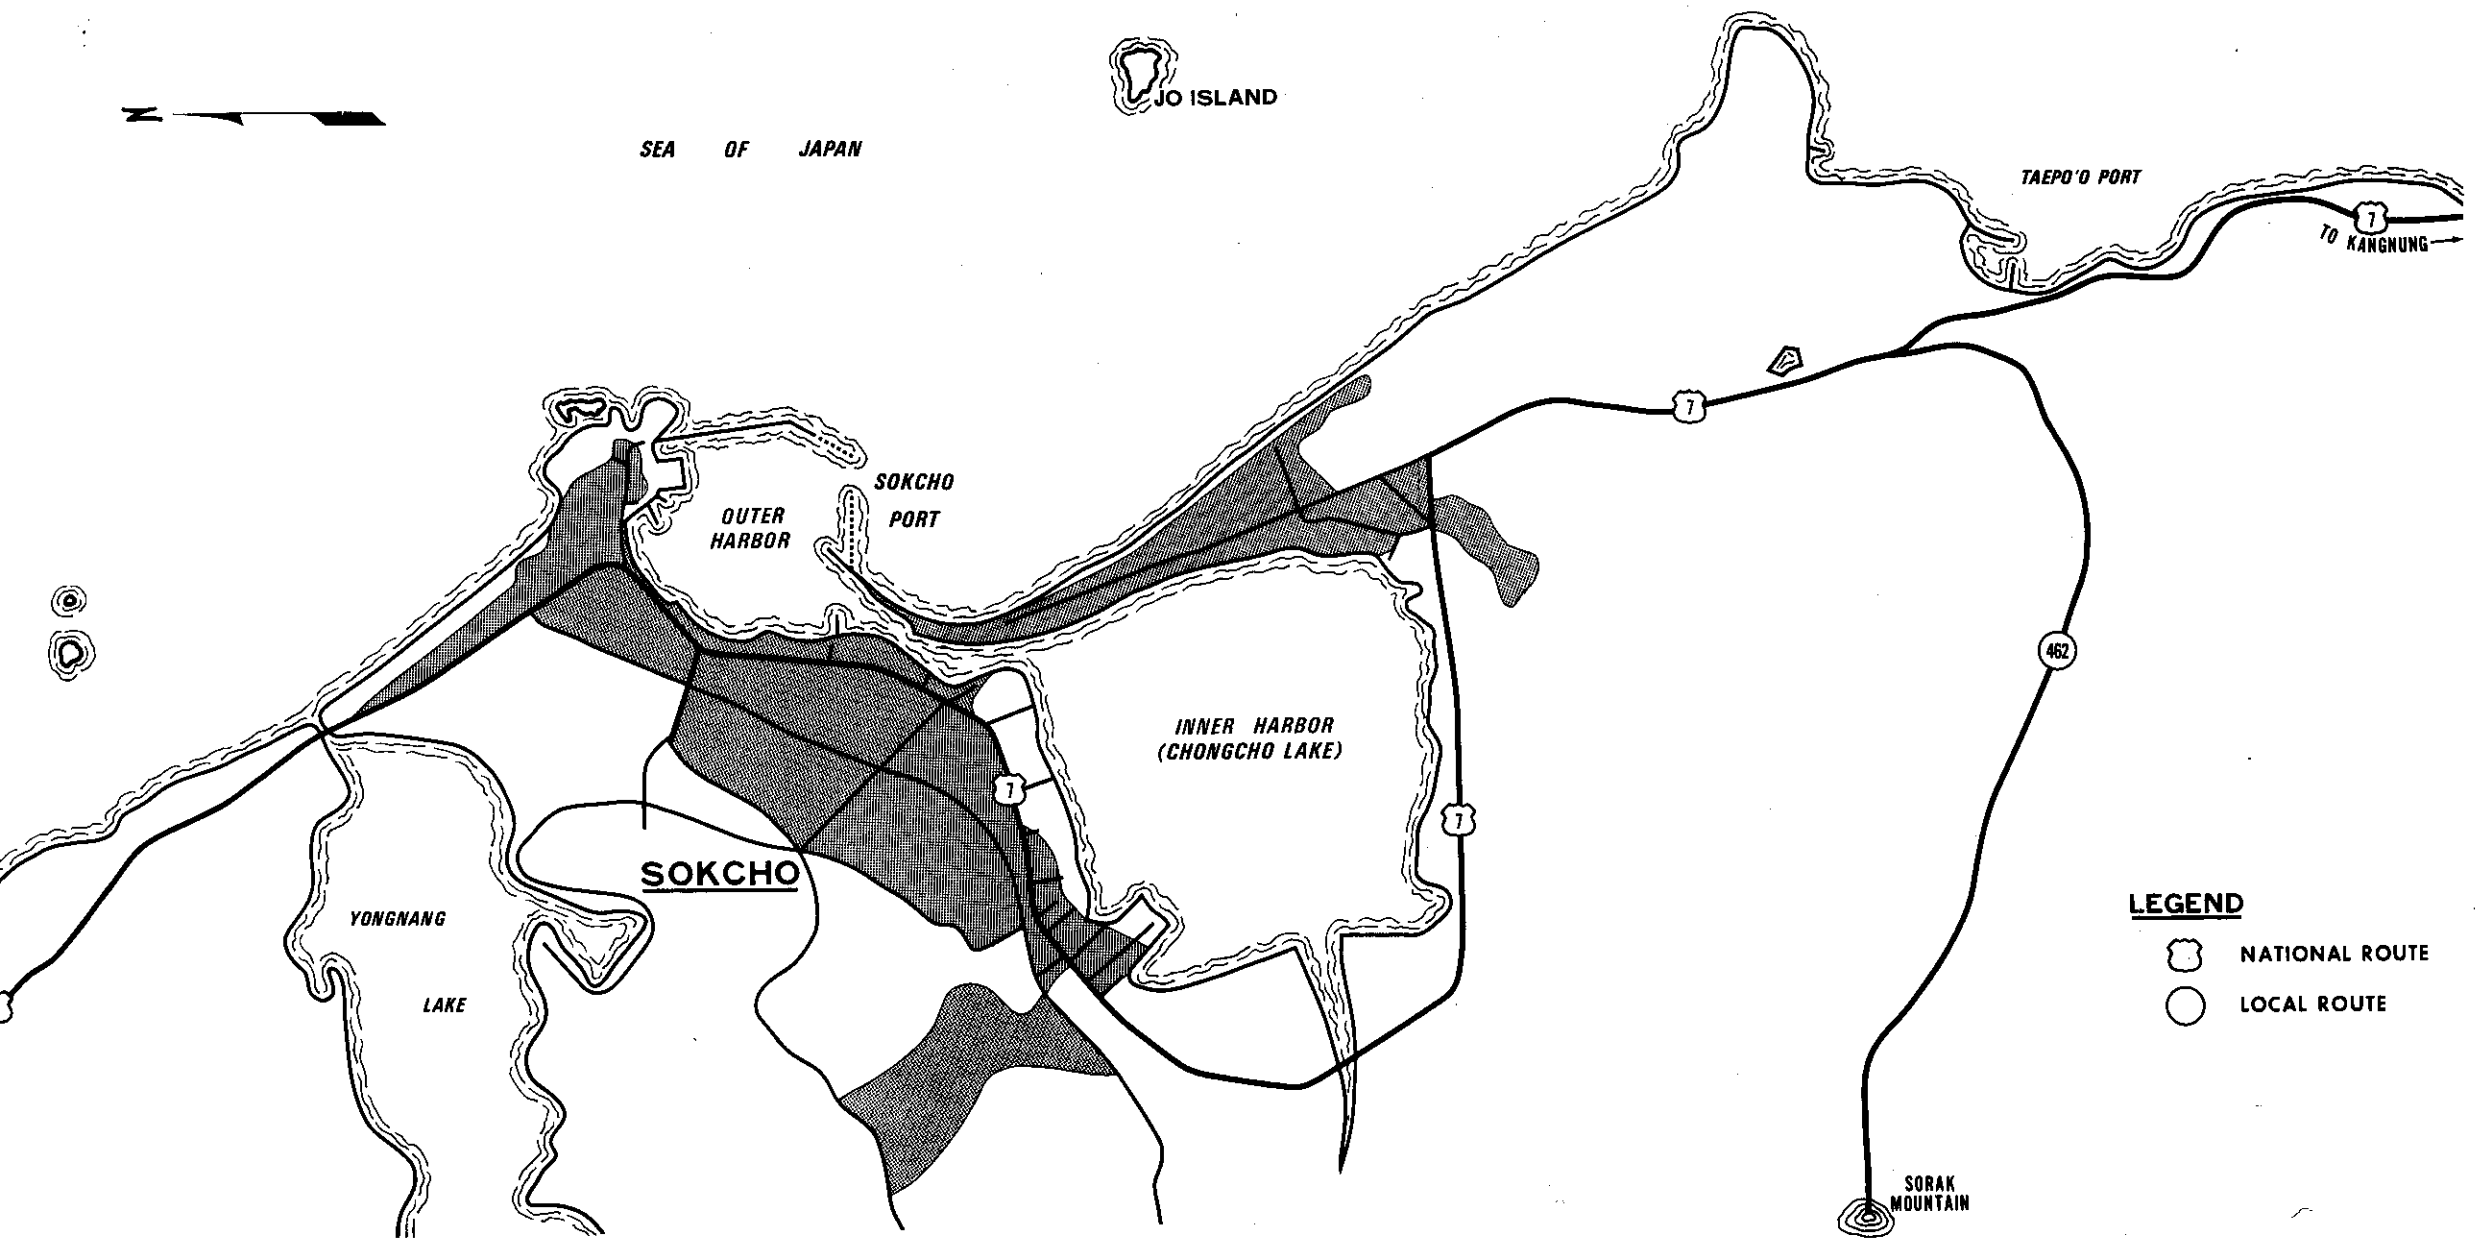 JO ISLAND
N
SEA OF JAPAN
TAEPO'O PORT
7
TO KANGNUNG
7
SOKCHO
PORT
OUTER
HARBOR
462
INNER HARBOR
(CHONGCHO LAKE)
7
7
SOKCHO
YONGNANG
LAKE
LEGEND
NATIONAL ROUTE
LOCAL ROUTE
SORAK
MOUNTAIN